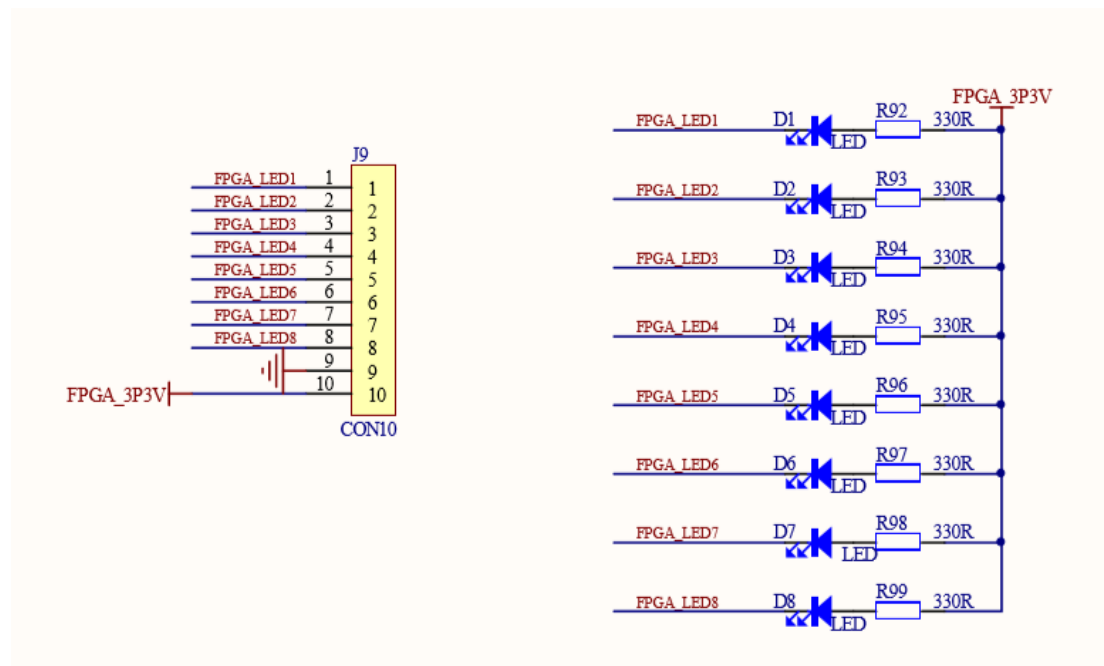 J9
FPGA_LED1 1 1
FPGA_LED2 2 2
FPGA_LED3 3 3
FPGA_LED4 4 4
FPGA_LED5 5 5
FPGA_LED6 6 6
FPGA_LED7 7 7
FPGA_LED8 8 8
9 9
FPGA_3P3V 10 10
CON10
FPGA_3P3V
FPGA_LED1 D1 LED R92 330R
FPGA_LED2 D2 LED R93 330R
FPGA_LED3 D3 LED R94 330R
FPGA_LED4 D4 LED R95 330R
FPGA_LED5 D5 LED R96 330R
FPGA_LED6 D6 LED R97 330R
FPGA_LED7 D7 LED R98 330R
FPGA_LED8 D8 LED R99 330R